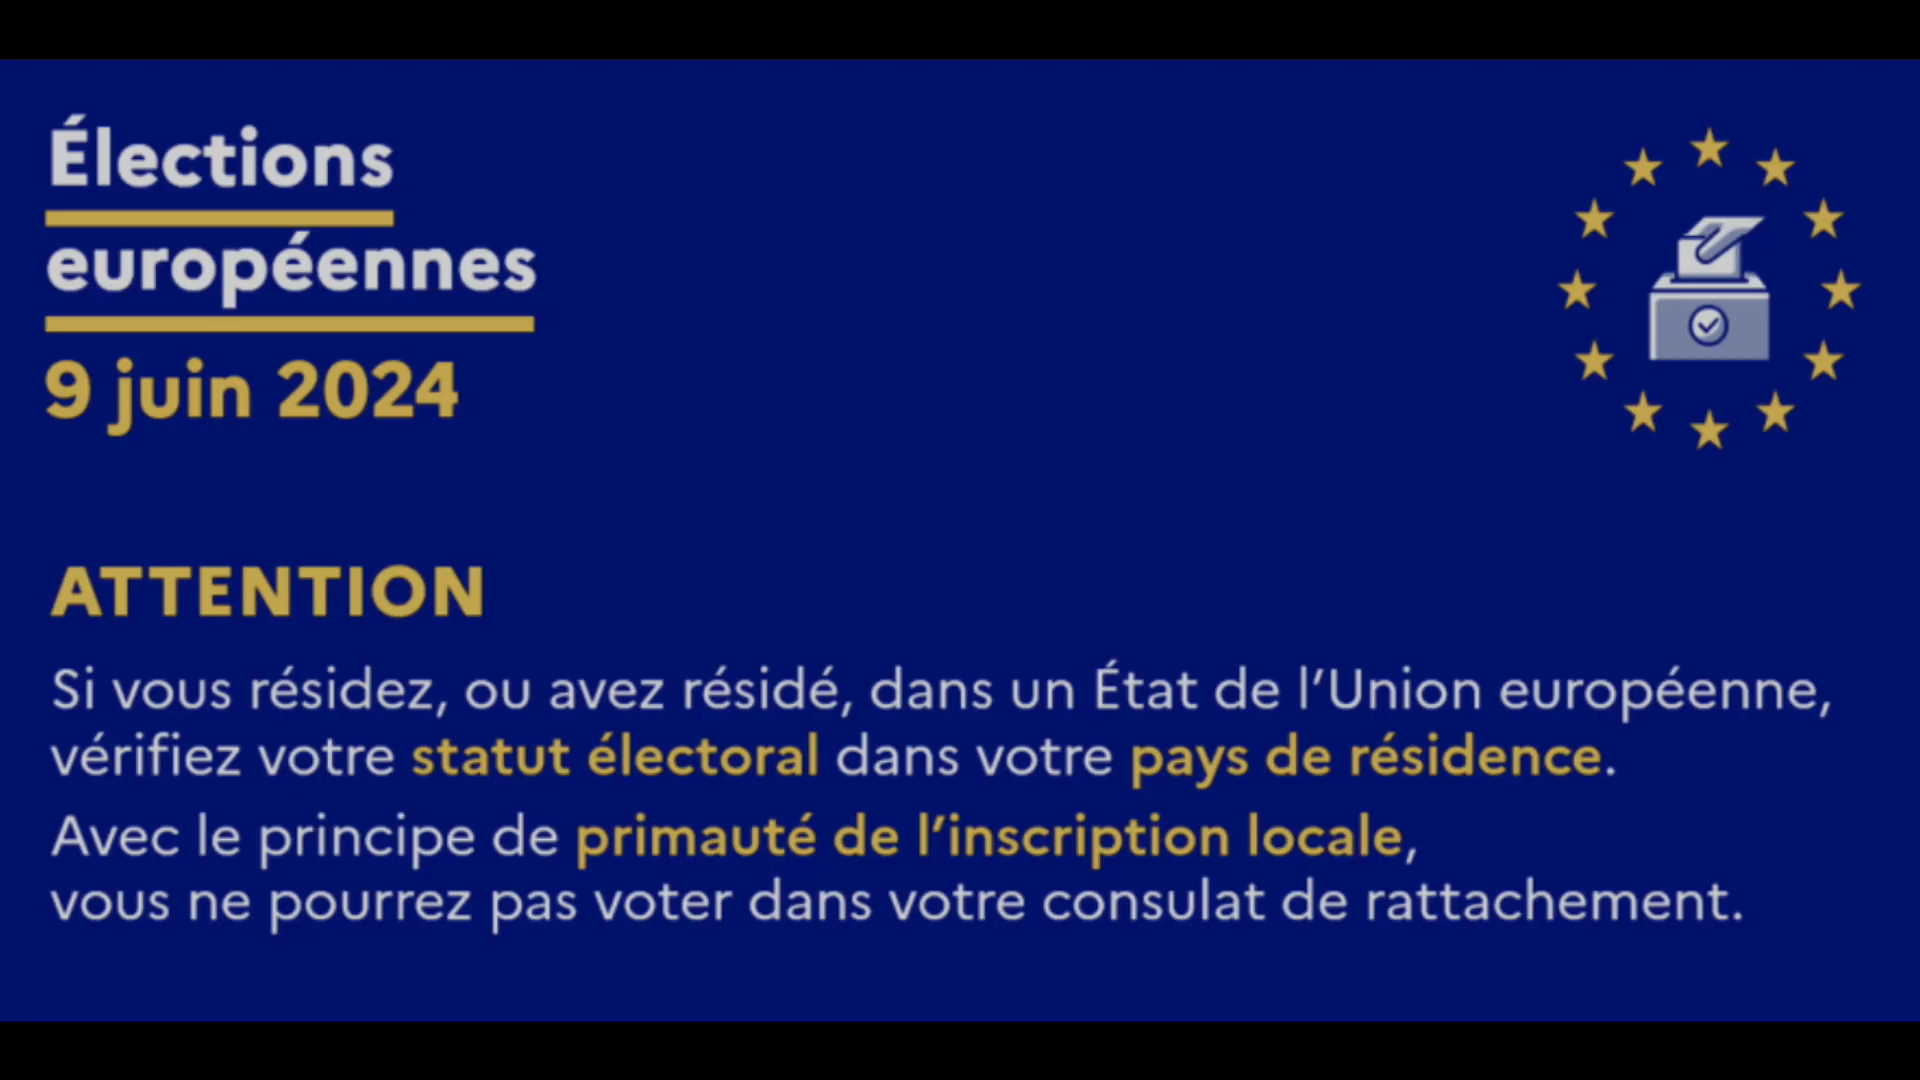 Élections
européennes
9 juin 2024
ATTENTION
Si vous résidez, ou avez résidé, dans un État de l’Union européenne,
vérifiez votre statut électoral dans votre pays de résidence.
Avec le principe de primauté de l’inscription locale,
vous ne pourrez pas voter dans votre consulat de rattachement.